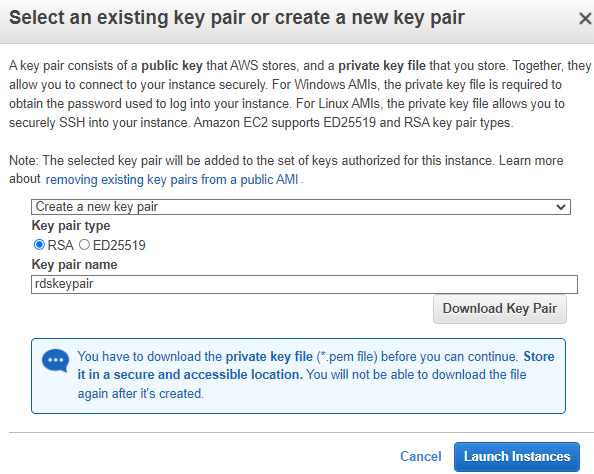 Select an existing key pair or create a new key pair
A key pair consists of a public key that AWS stores, and a private key file that you store. Together, they
allow you to connect to your instance securely. For Windows AMIs, the private key file is required to
obtain the password used to log into your instance. For Linux AMIs, the private key file allows you to
securely SSH into your instance. Amazon EC2 supports ED25519 and RSA key pair types.
Note: The selected key pair will be added to the set of keys authorized for this instance. Learn more
about removing existing key pairs from a public AMI .
Create a new key pair
Key pair type
RSA ED25519
Key pair name
rdskeypair
Download Key Pair
You have to download the private key file (*.pem file) before you can continue. Store
it in a secure and accessible location. You will not be able to download the file
again after it's created.
Cancel Launch Instances